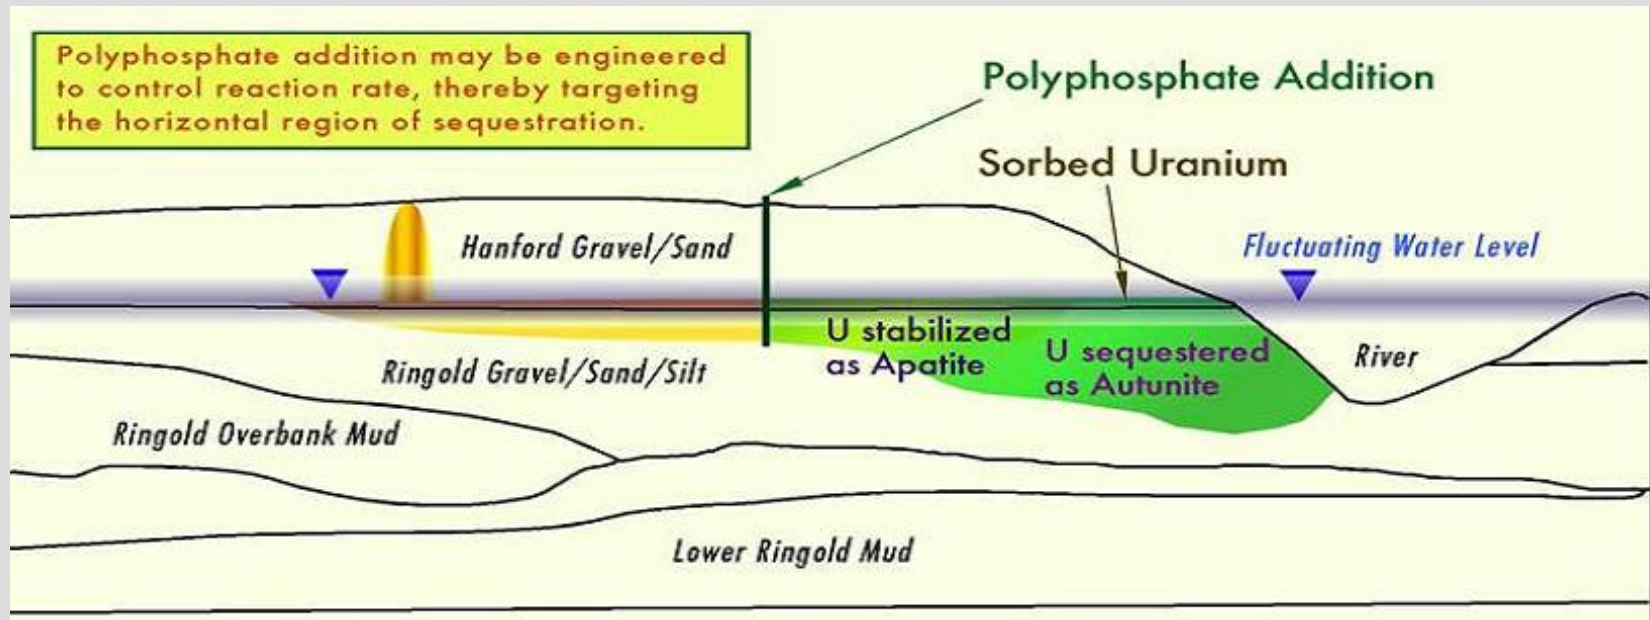 Polyphosphate addition may be engineered
to control reaction rate, thereby targeting
the horizontal region of sequestration.
Polyphosphate Addition
Sorbed Uranium
Hanford Gravel/Sand
Fluctuating Water Level
U stabilized
as Apatite
U sequestered
as Autunite
River
Ringold Gravel/Sand/Silt
Ringold Overbank Mud
Lower Ringold Mud